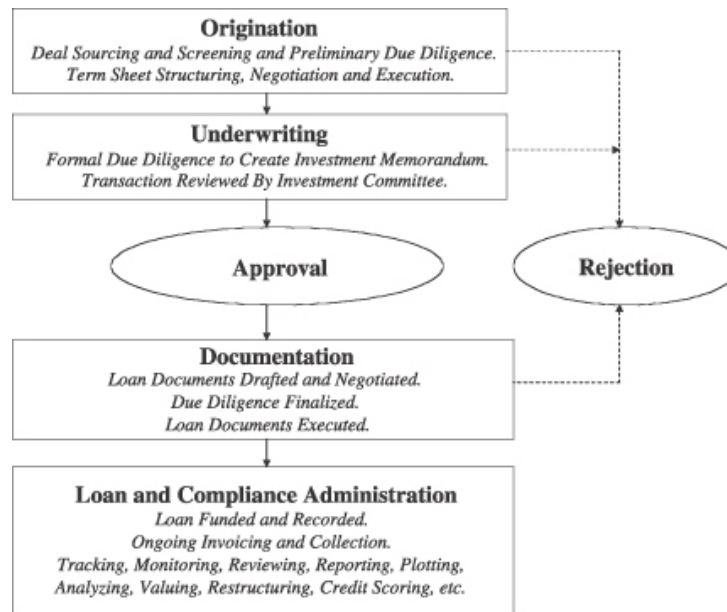 Origination
Deal Sourcing and Screening and Preliminary Due Diligence.
Term Sheet Structuring, Negotiation and Execution.
Underwriting
Formal Due Diligence to Create Investment Memorandum.
Transaction Reviewed By Investment Committee.
Approval
Rejection
Documentation
Loan Documents Drafted and Negotiated.
Due Diligence Finalized.
Loan Documents Executed.
Loan and Compliance Administration
Loan Funded and Recorded.
Ongoing Invoicing and Collection.
Tracking, Monitoring, Reviewing, Reporting, Plotting,
Analyzing, Valuing, Restructuring, Credit Scoring, etc.